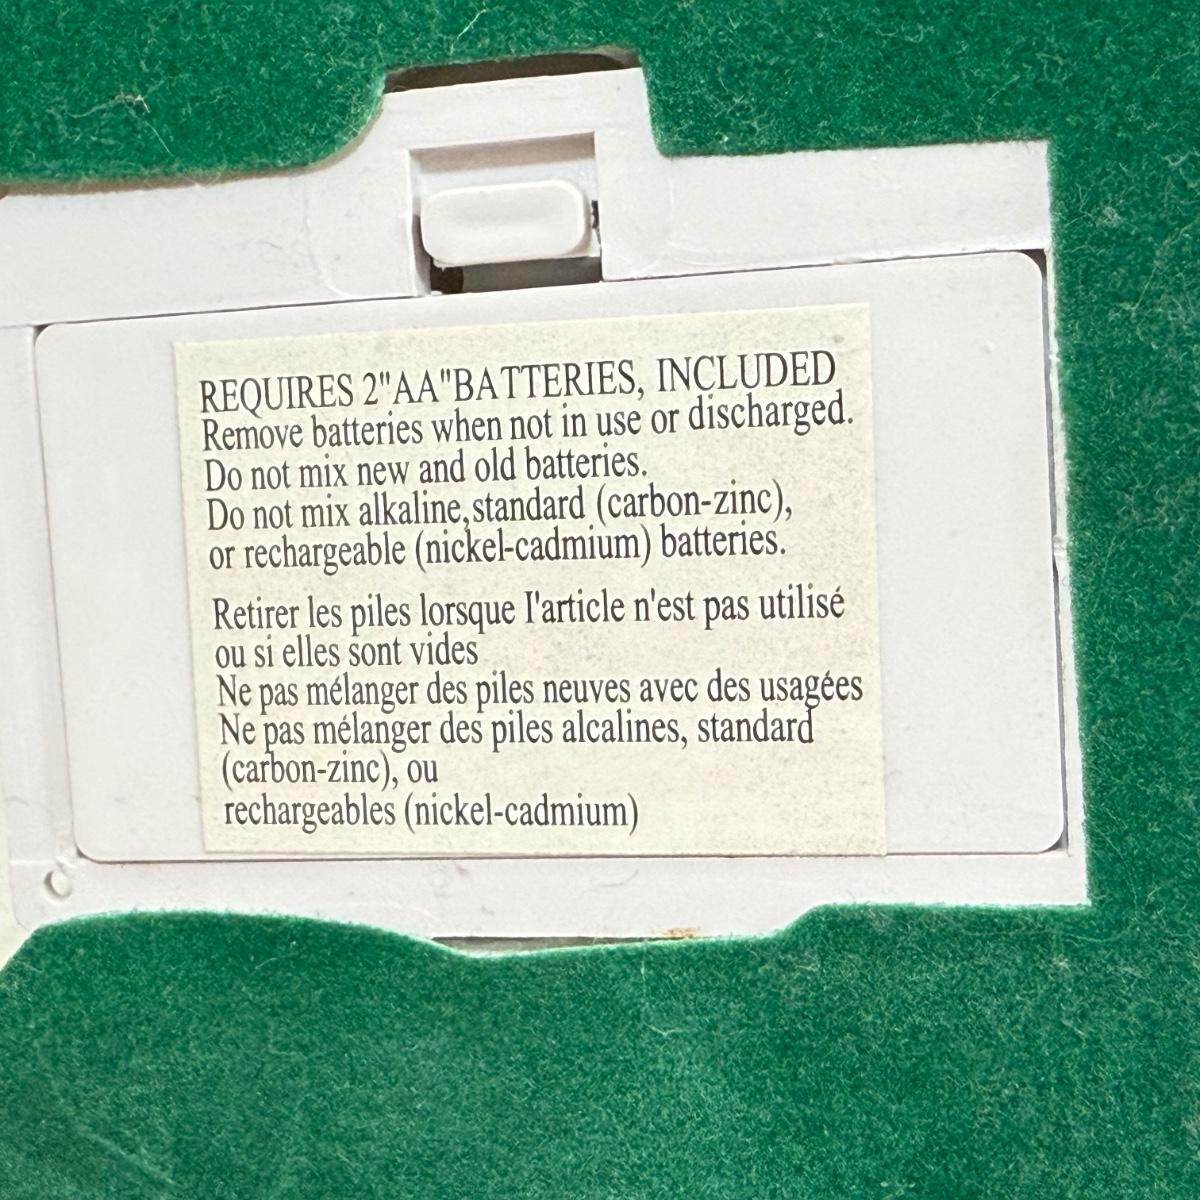 REQUIRES 2"AA"BATTERIES, INCLUDED
Remove batteries when not in use or discharged.
Do not mix new and old batteries.
Do not mix alkaline,standard (carbon-zinc),
or rechargeable (nickel-cadmium) batteries.
Retirer les piles lorsque l'article n'est pas utilisé
ou si elles sont vides
Ne pas mélanger des piles neuves avec des usagées
Ne pas mélanger des piles alcalines, standard
(carbon-zinc), ou
rechargeables (nickel-cadmium)